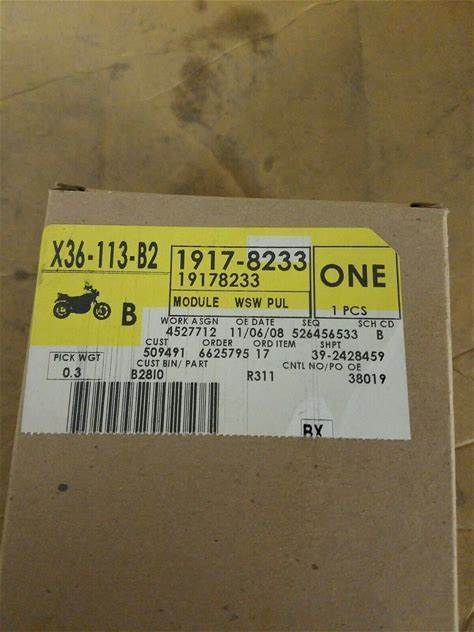 X36-113-B2
1917-8233
19178233
MODULE WSW PUL
ONE
1 PCS
B
WORK ASGN OE DATE SEQ SCH CD
4527712 11/06/08 526456533 B
CUST ORDER ORD ITEM SHPT
509491 6625795 17 39-2428459
PICK WGT CUST BIN/ PART CNTL NO/PO OE
0.3 B28I0 R311 38019
BX